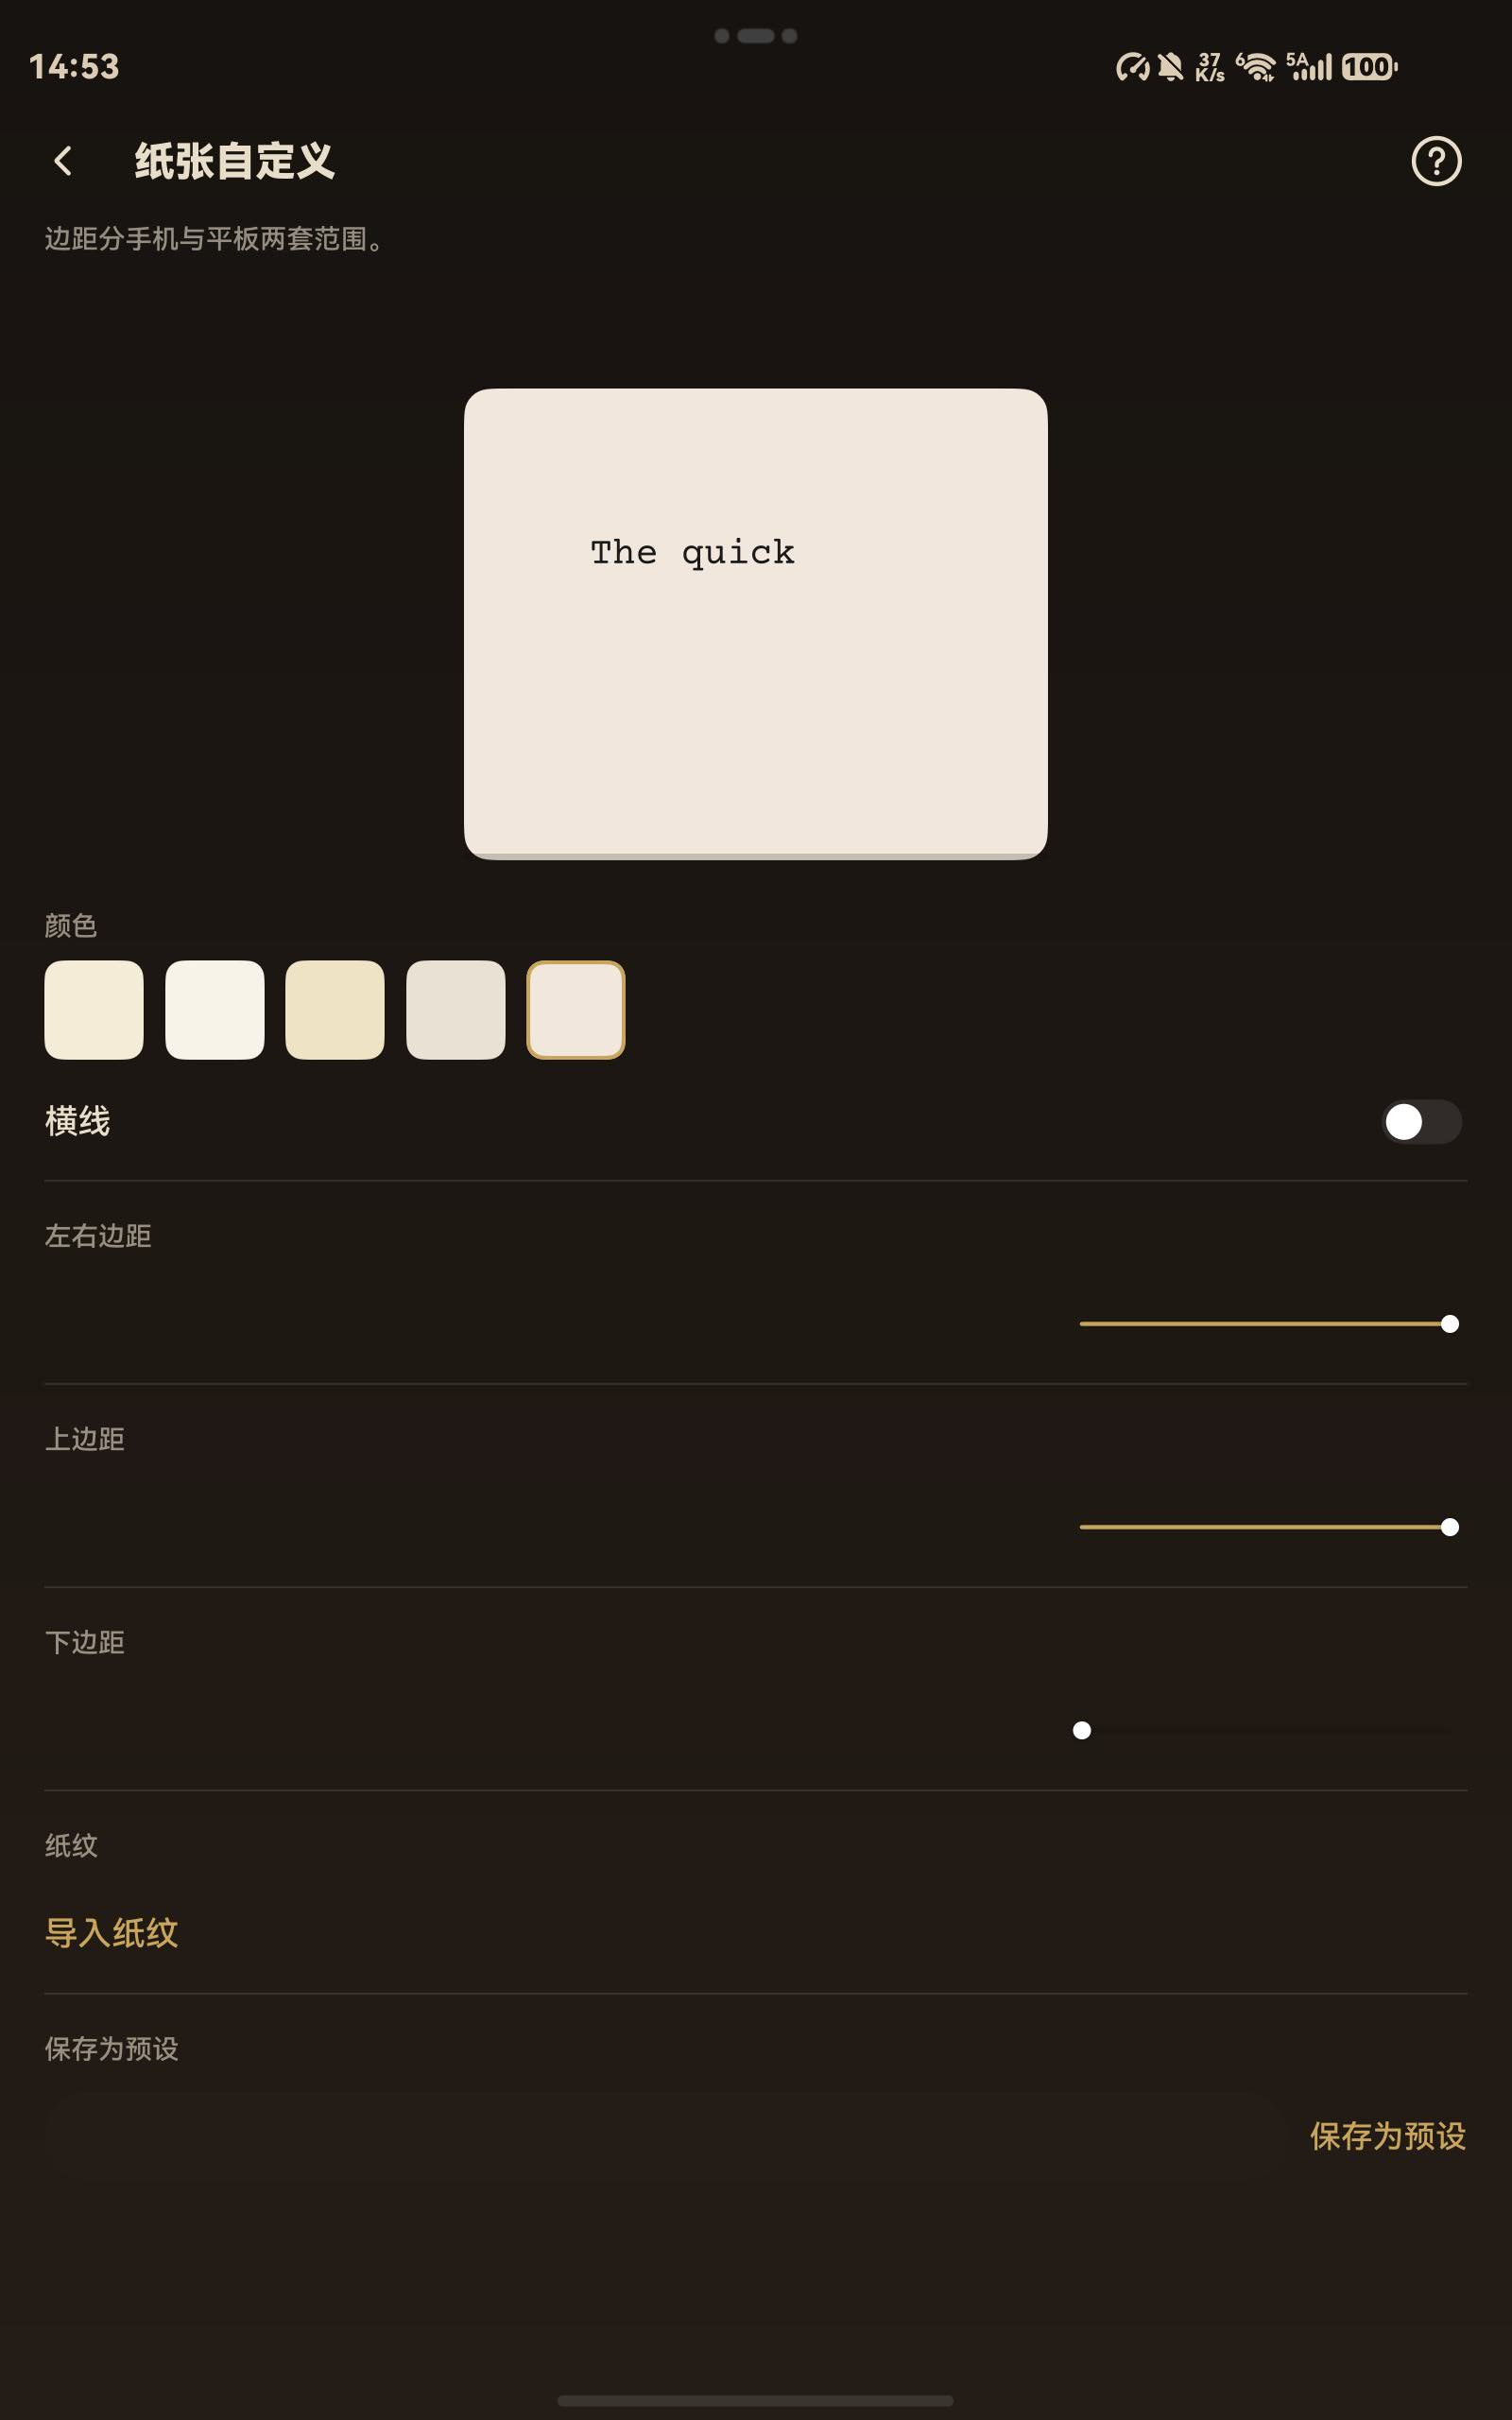 14:53
37 K/s 6 5A 100
纸张自定义
边距分手机与平板两套范围。
The quick
颜色
横线
左右边距
上边距
下边距
纸纹
导入纸纹
保存为预设
保存为预设